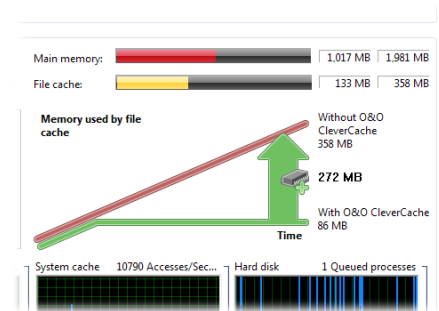 Main memory: 1,017 MB 1,981 MB
File cache: 133 MB 358 MB
Memory used by file
cache
Without O&O
CleverCache
358 MB
272 MB
With O&O CleverCache
86 MB
Time
System cache 10790 Accesses/Sec...
Hard disk 1 Queued processes